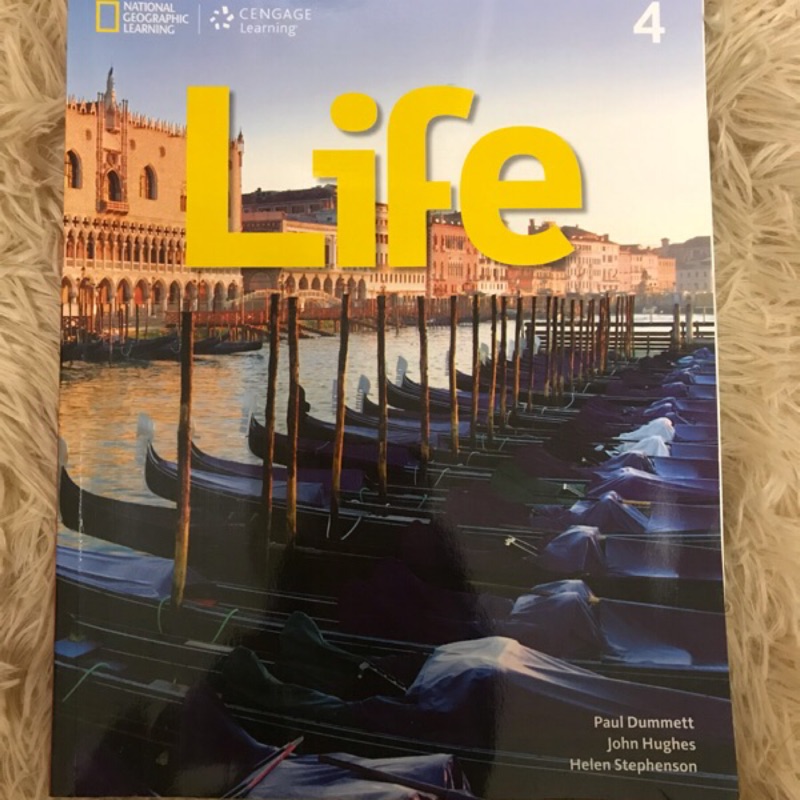 NATIONAL
GEOGRAPHIC
LEARNING
CENGAGE
Learning
4
Life
Paul Dummett
John Hughes
Helen Stephenson